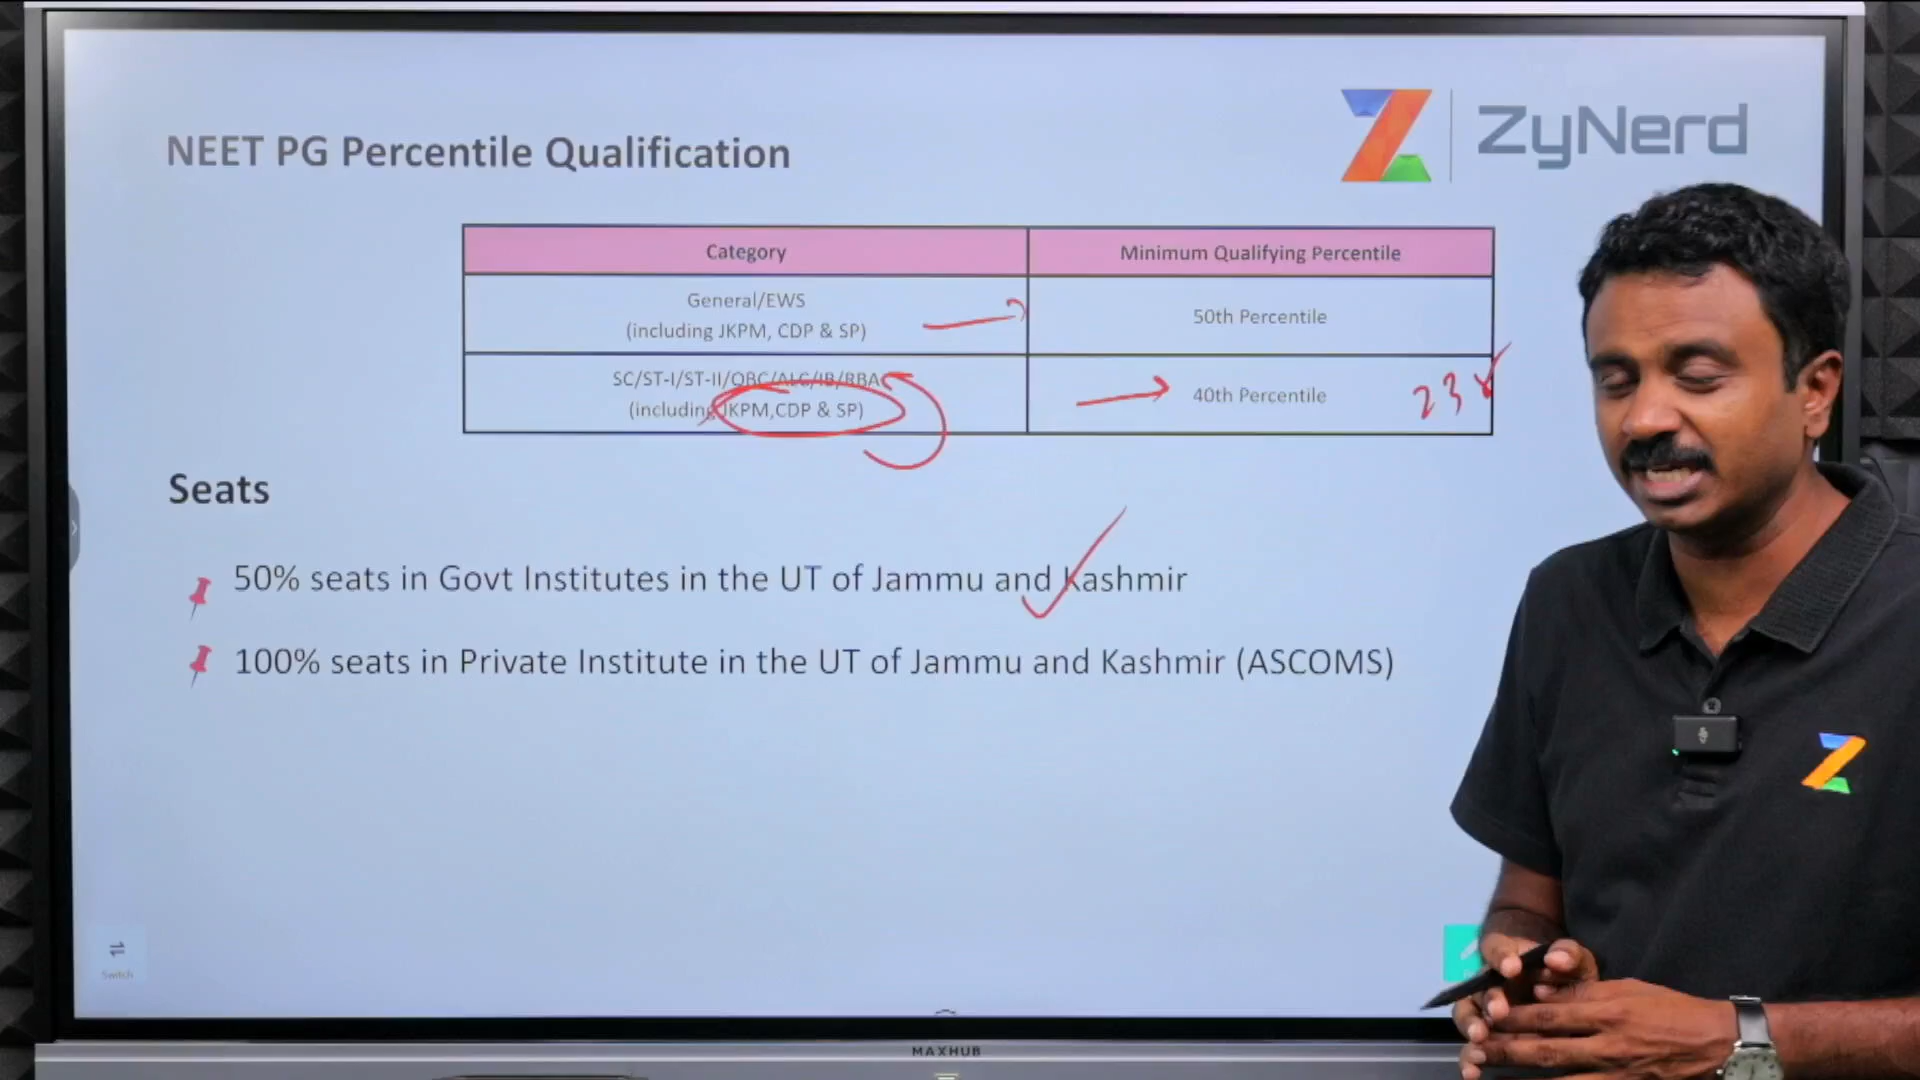 NEET PG Percentile Qualification
ZyNerd
Category
Minimum Qualifying Percentile
General/EWS
(including JKPM, CDP & SP)
50th Percentile
SC/ST-I/ST-II/OBC/ALC/IB/RBA
(including JKPM,CDP & SP)
40th Percentile
23
Seats
50% seats in Govt Institutes in the UT of Jammu and Kashmir
100% seats in Private Institute in the UT of Jammu and Kashmir (ASCOMS)
Switch
MAXHUB